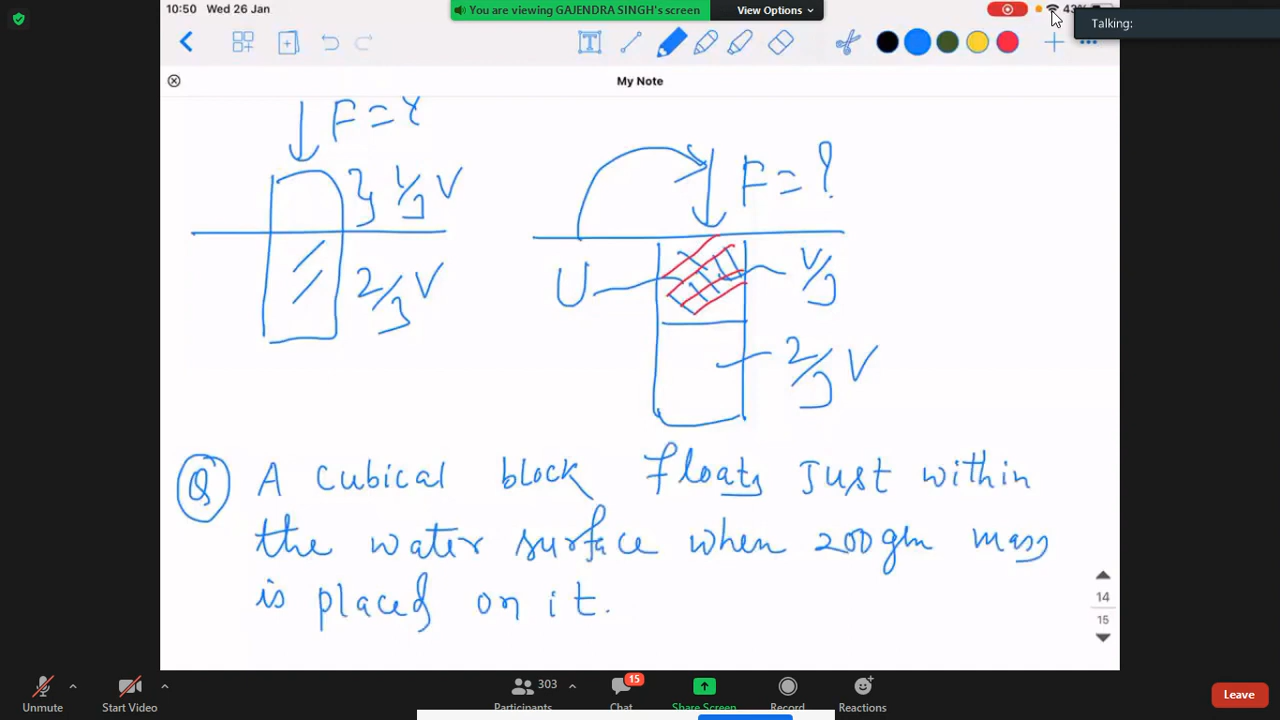 10:50 Wed 26 Jan
You are viewing GAJENDRA SINGH's screen
View Options
43%
Talking:
My Note
F = ?
1/3 V
2/3 V
F = ?
U
V/3
2/3 V
Q A cubical block floats Just within
the water surface when 200gm mass
is placed on it.
14
15
Unmute
Start Video
303
Participants
15
Chat
Share Screen
Record
Reactions
Leave